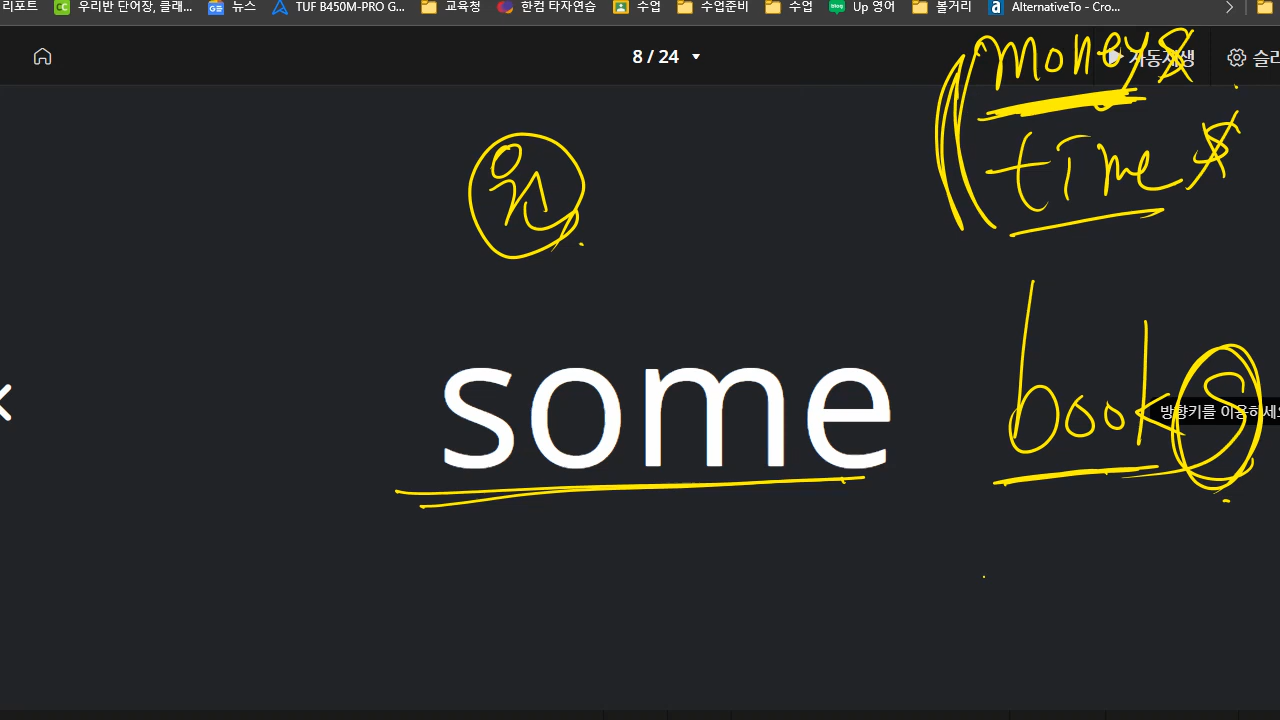 리포트 우리반 단어장, 클래... 뉴스 TUF B450M-PRO G... 교육청 한컴 타자연습 수업 수업준비 수업 Up 영어 볼거리 AlternativeTo - Cro...
8 / 24 자동재생 슬라
moneys
times
원
some
books
방향키를 이용하세요